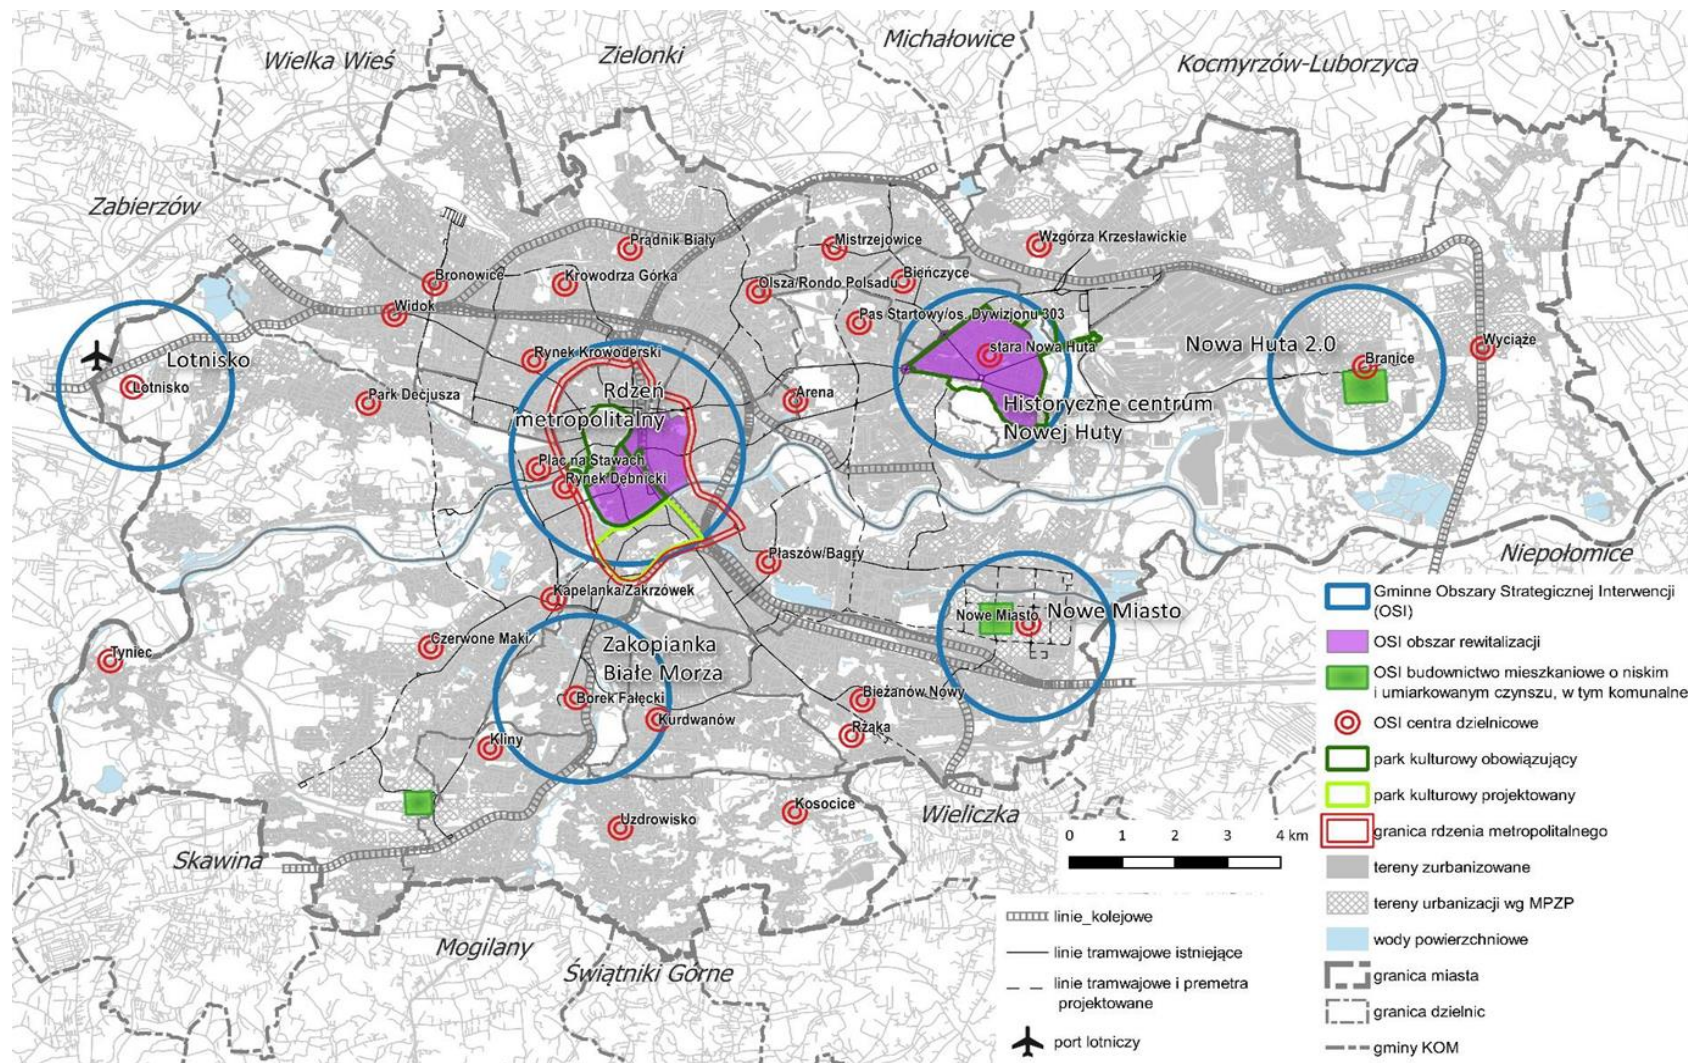 Wielka Wieś
Zielonki
Michałowice
Kocmyrzów-Luborzyca
Zabierzów
Prądnik Biały
Mistrzejowice
Wzgórza Krzesławickie
Bronowice
Krowodrza Górka
Olsza/Rondo Polsadu
Bieńczyce
Widok
Pas Startowy/os. Dywizjonu 303
Lotnisko
Lotnisko
Rynek Krowoderski
stara Nowa Huta
Nowa Huta 2.0
Branice
Wyciąże
Park Decjusza
Rdzeń
metropolitalny
Arena
Historyczne centrum
Nowej Huty
Plac na Stawach
Rynek Dębnicki
Niepołomice
Płaszów/Bagry
Kapelanka/Zakrzówek
Nowe Miasto
Nowe Miasto
Tyniec
Czerwone Maki
Zakopianka
Białe Morza
Borek Fałęcki
Kurdwanów
Bieżanów Nowy
Rżąka
Kliny
Uzdrowisko
Kosocice
Wieliczka
Skawina
Mogilany
Świątniki Górne
0 1 2 3 4 km
linie_kolejowe
linie tramwajowe istniejące
linie tramwajowe i premetra
projektowane
port lotniczy
Gminne Obszary Strategicznej Interwencji
(OSI)
OSI obszar rewitalizacji
OSI budownictwo mieszkaniowe o niskim
i umiarkowanym czynszu, w tym komunalne
OSI centra dzielnicowe
park kulturowy obowiązujący
park kulturowy projektowany
granica rdzenia metropolitalnego
tereny zurbanizowane
tereny urbanizacji wg MPZP
wody powierzchniowe
granica miasta
granica dzielnic
gminy KOM